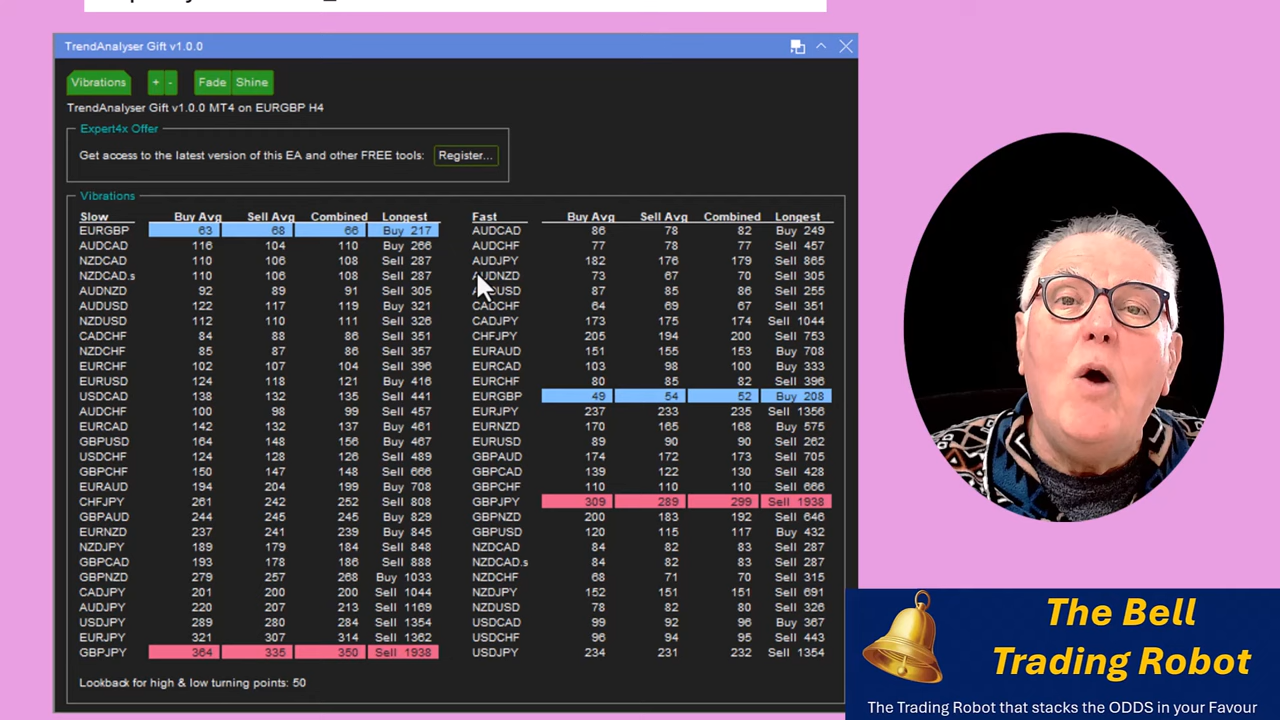 TrendAnalyser Gift v1.0.0
Vibrations + - Fade Shine
TrendAnalyser Gift v1.0.0 MT4 on EURGBP H4
Expert4x Offer
Get access to the latest version of this EA and other FREE tools: Register...
Vibrations
Slow Buy Avg Sell Avg Combined Longest Fast Buy Avg Sell Avg Combined Longest
EURGBP 63 68 66 Buy 217 AUDCAD 86 78 82 Buy 249
AUDCAD 116 104 110 Buy 266 AUDCHF 77 78 77 Sell 457
NZDCAD 110 106 108 Sell 287 AUDJPY 182 176 179 Sell 865
NZDCAD.s 110 106 108 Sell 287 AUDNZD 73 67 70 Sell 305
AUDNZD 92 89 91 Sell 305 AUDUSD 87 85 86 Sell 255
AUDUSD 122 117 119 Buy 321 CADCHF 64 69 67 Sell 351
NZDUSD 112 110 111 Sell 326 CADJPY 173 175 174 Sell 1044
CADCHF 84 88 86 Sell 351 CHFJPY 205 194 200 Sell 753
NZDCHF 85 87 86 Sell 357 EURAUD 151 155 153 Buy 708
EURCHF 102 107 104 Sell 396 EURCAD 103 98 100 Buy 333
EURUSD 124 118 121 Buy 416 EURCHF 80 85 82 Sell 396
USDCAD 138 132 135 Sell 441 EURGBP 49 54 52 Buy 208
AUDCHF 100 98 99 Sell 457 EURJPY 237 233 235 Sell 1356
EURCAD 142 132 137 Buy 461 EURNZD 170 165 168 Buy 575
GBPUSD 164 148 156 Buy 467 EURUSD 89 90 90 Sell 262
USDCHF 124 128 126 Sell 489 GBPAUD 174 172 173 Sell 705
GBPCHF 150 147 148 Sell 666 GBPCAD 139 122 130 Sell 428
EURAUD 194 204 199 Buy 708 GBPCHF 110 110 110 Sell 666
CHFJPY 261 242 252 Sell 808 GBPJPY 309 289 299 Sell 1938
GBPAUD 244 245 245 Buy 829 GBPNZD 200 183 192 Sell 646
EURNZD 237 241 239 Buy 845 GBPUSD 120 115 117 Buy 432
NZDJPY 189 179 184 Sell 848 NZDCAD 84 82 83 Sell 287
GBPCAD 193 178 186 Sell 888 NZDCAD.s 84 82 83 Sell 287
GBPNZD 279 257 268 Buy 1033 NZDCHF 68 71 70 Sell 315
CADJPY 201 200 200 Sell 1044 NZDJPY 152 151 151 Sell 691
AUDJPY 220 207 213 Sell 1169 NZDUSD 78 82 80 Sell 326
USDJPY 289 280 284 Sell 1354 USDCAD 99 92 96 Buy 367
EURJPY 321 307 314 Sell 1362 USDCHF 96 94 95 Sell 443
GBPJPY 364 335 350 Sell 1938 USDJPY 234 231 232 Sell 1354
Lookback for high & low turning points: 50
The Bell
Trading Robot
The Trading Robot that stacks the ODDS in your Favour